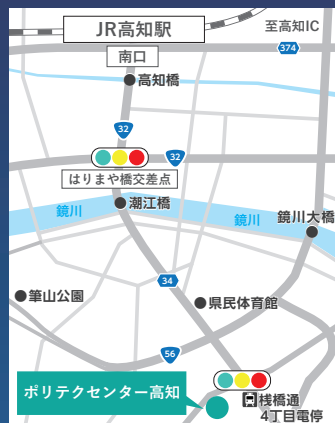 JR高知駅
至高知IC
南口
374
高知橋
32
32
はりまや橋交差点
鏡川
潮江橋
鏡川
鏡川大橋
34
筆山公園
県民体育館
56
ポリテクセンター高知
桟橋通
4丁目電停